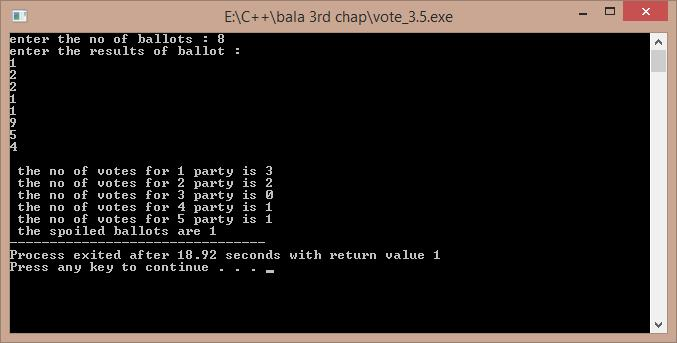 E:\C++\bala 3rd chap\vote_3.5.exe
enter the no of ballots : 8
enter the results of ballot :
1
2
2
1
1
9
5
4
the no of votes for 1 party is 3
the no of votes for 2 party is 2
the no of votes for 3 party is 0
the no of votes for 4 party is 1
the no of votes for 5 party is 1
the spoiled ballots are 1
--------------------------------
Process exited after 18.92 seconds with return value 1
Press any key to continue . . . _